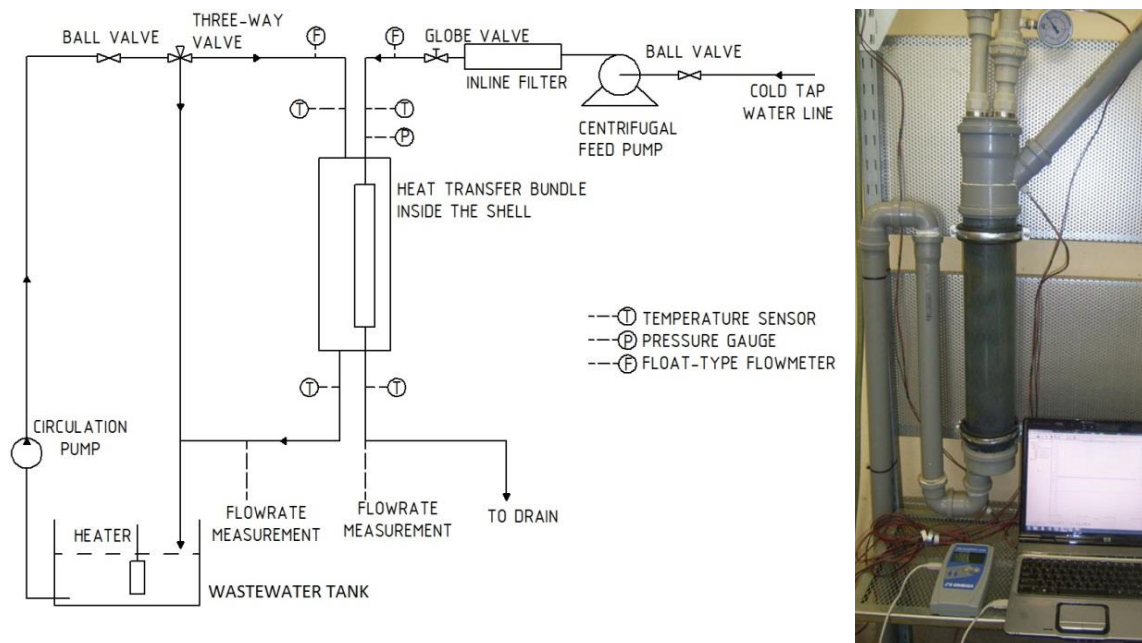 THREE-WAY
VALVE
BALL VALVE
F
F
GLOBE VALVE
INLINE FILTER
BALL VALVE
COLD TAP
WATER LINE
CENTRIFUGAL
FEED PUMP
T
T
P
HEAT TRANSFER BUNDLE
INSIDE THE SHELL
T TEMPERATURE SENSOR
P PRESSURE GAUGE
F FLOAT-TYPE FLOWMETER
T
T
CIRCULATION
PUMP
FLOWRATE
MEASUREMENT
FLOWRATE
MEASUREMENT
TO DRAIN
HEATER
WASTEWATER TANK